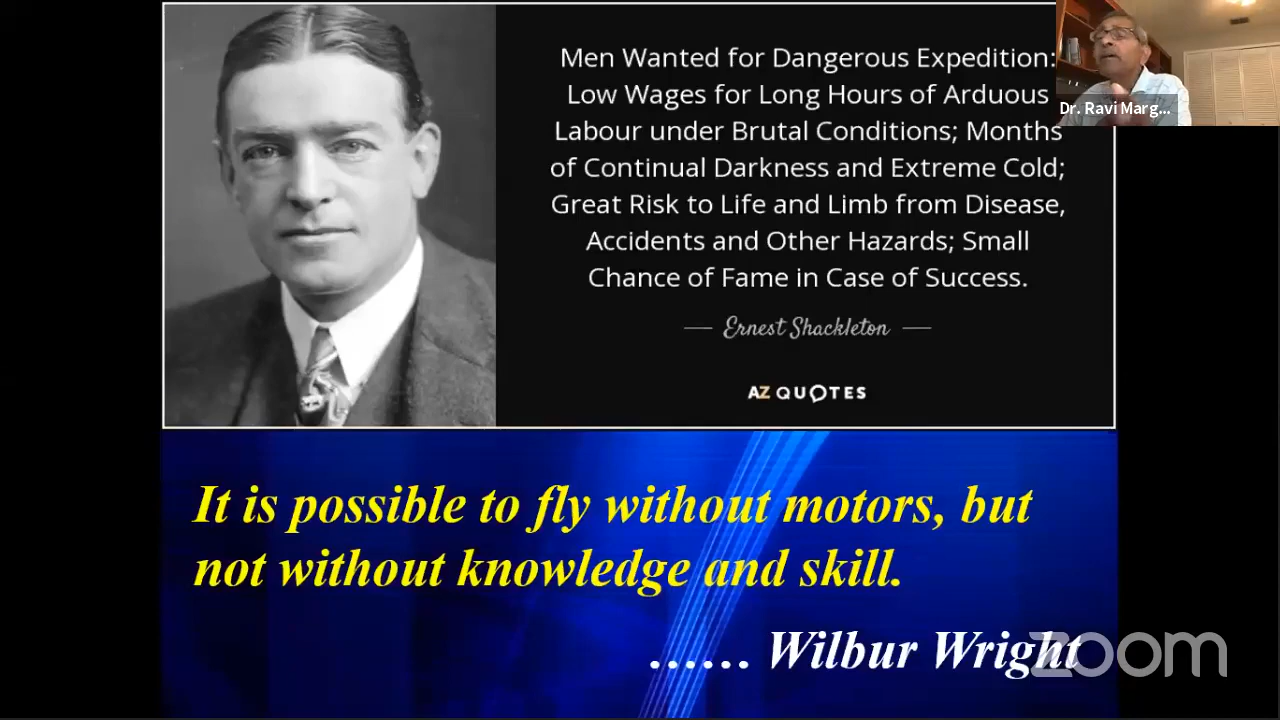 Men Wanted for Dangerous Expedition:
Low Wages for Long Hours of Arduous
Labour under Brutal Conditions; Months
of Continual Darkness and Extreme Cold;
Great Risk to Life and Limb from Disease,
Accidents and Other Hazards; Small
Chance of Fame in Case of Success.
Ernest Shackleton
AZ QUOTES
Dr. Ravi Marg...
It is possible to fly without motors, but
not without knowledge and skill.
...... Wilbur Wright
zoom